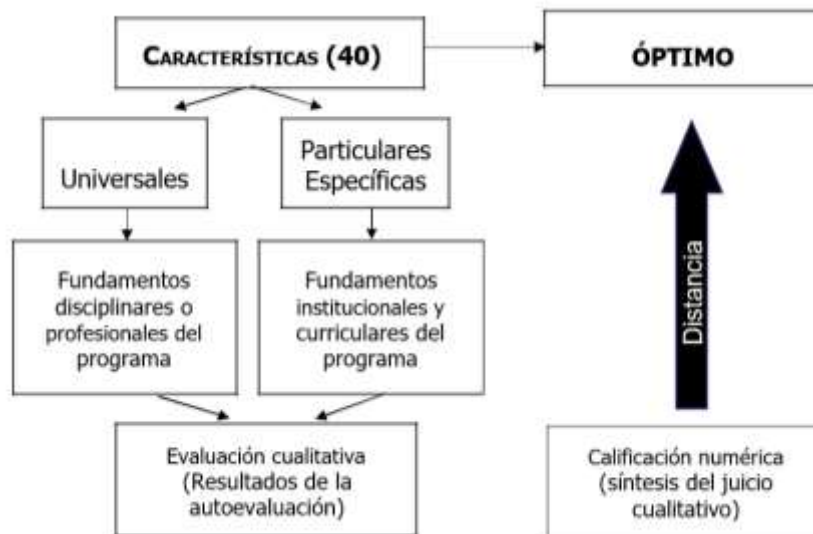 CARACTERÍSTICAS (40)
ÓPTIMO
Universales
Particulares
Específicas
Fundamentos
disciplinares o
profesionales del
programa
Fundamentos
institucionales y
curriculares del
programa
Distancia
Evaluación cualitativa
(Resultados de la
autoevaluación)
Calificación numérica
(síntesis del juicio
cualitativo)